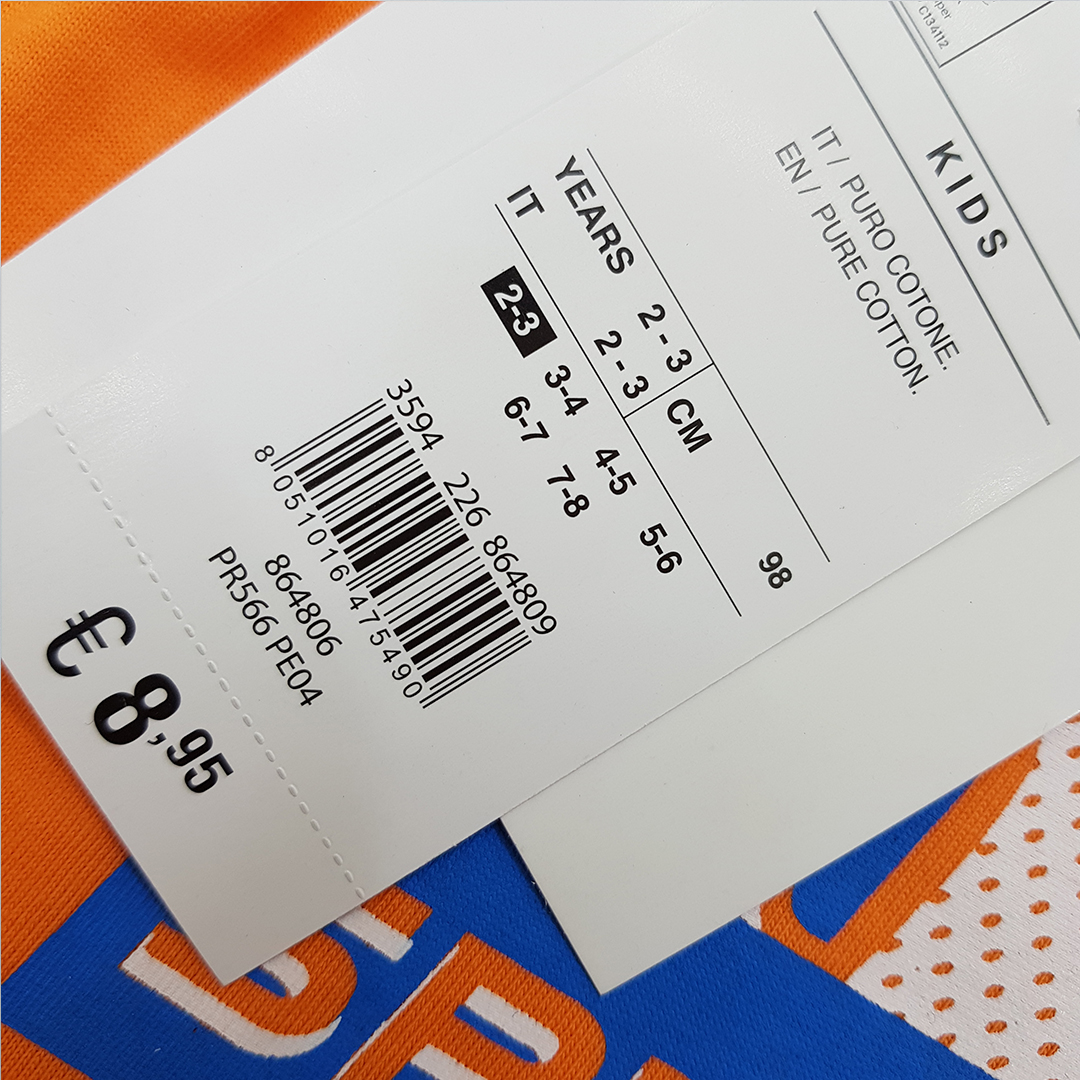 C134112
KIDS
IT / PURO COTONE.
EN / PURE COTTON.
YEARS 2 - 3 CM 98
IT 2 - 3
2-3 3-4 4-5 5-6
6-7 7-8
3594 226 864809
8 051016 475490
864806
PR566 PE04
€ 8,95